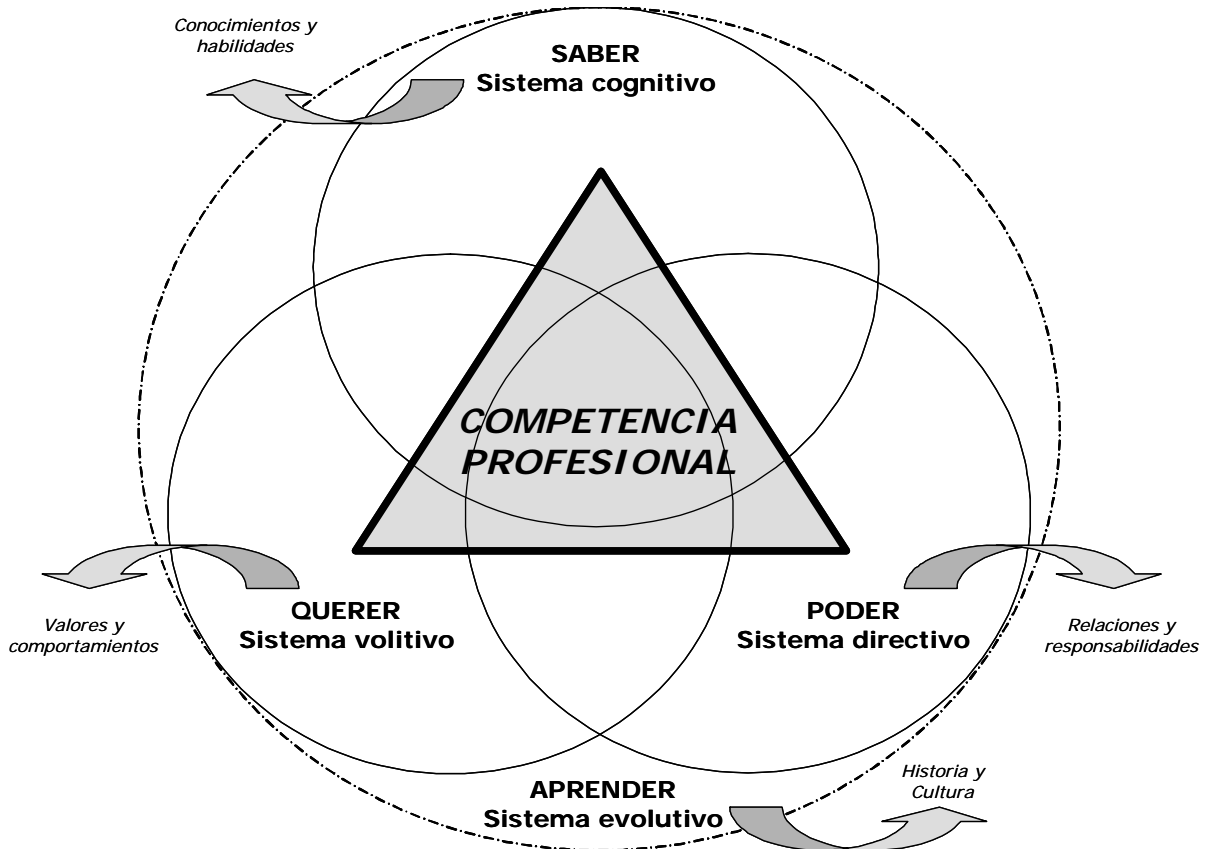 Conocimientos y
habilidades
SABER
Sistema cognitivo
COMPETENCIA
PROFESIONAL
QUERER
Sistema volitivo
Valores y
comportamientos
PODER
Sistema directivo
Relaciones y
responsabilidades
APRENDER
Sistema evolutivo
Historia y
Cultura